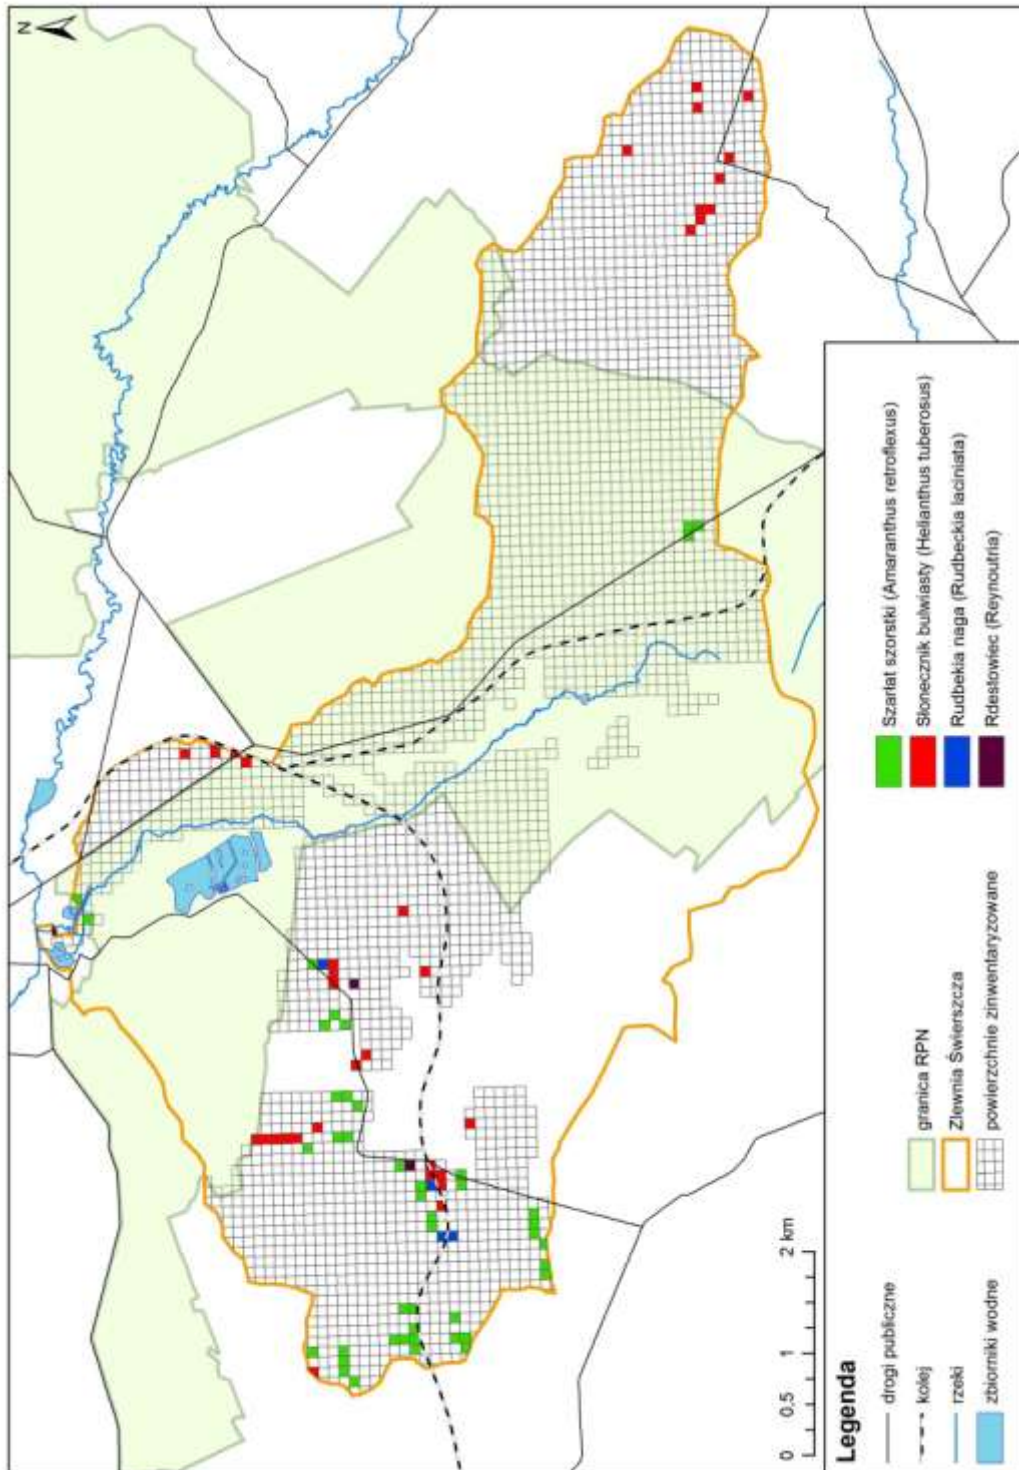 N
Legenda
drogi publiczne
kolej
rzeki
zbiorniki wodne
granica RPN
Zlewnia Świerszcza
powierzchnie zinwentaryzowane
Szarłat szorstki (Amaranthus retroflexus)
Słonecznik bulwiasty (Helianthus tuberosus)
Rudbekia naga (Rudbeckia laciniata)
Rdestowiec (Reynoutria)
0 0.5 1 2 km